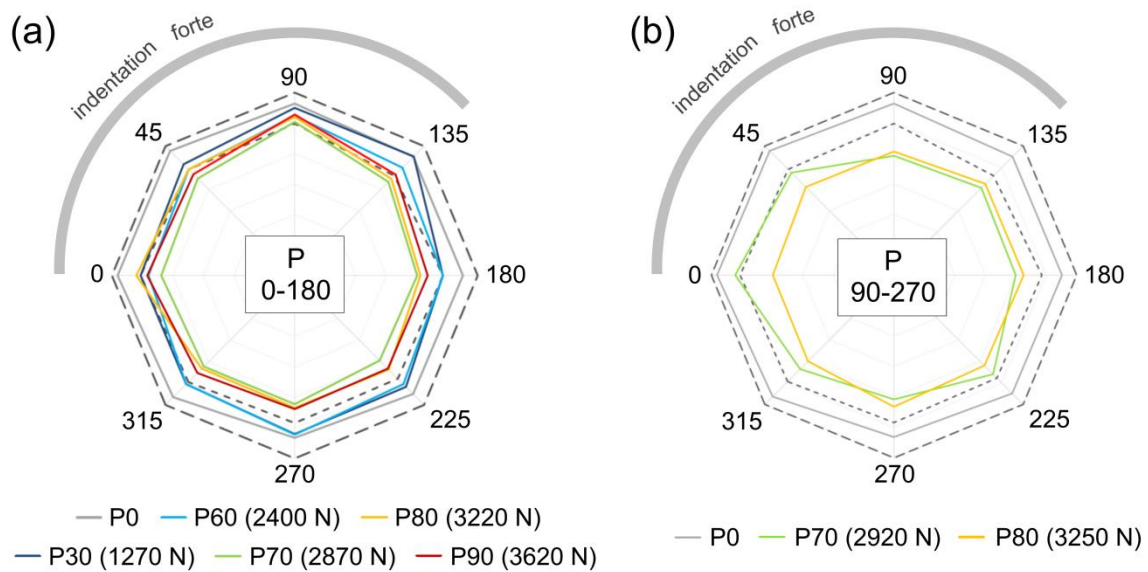 (a)
indentation forte
90
45
135
0
P
0-180
180
315
225
270
P0
P60 (2400 N)
P80 (3220 N)
P30 (1270 N)
P70 (2870 N)
P90 (3620 N)
(b)
indentation forte
90
45
135
0
P
90-270
180
315
225
270
P0
P70 (2920 N)
P80 (3250 N)